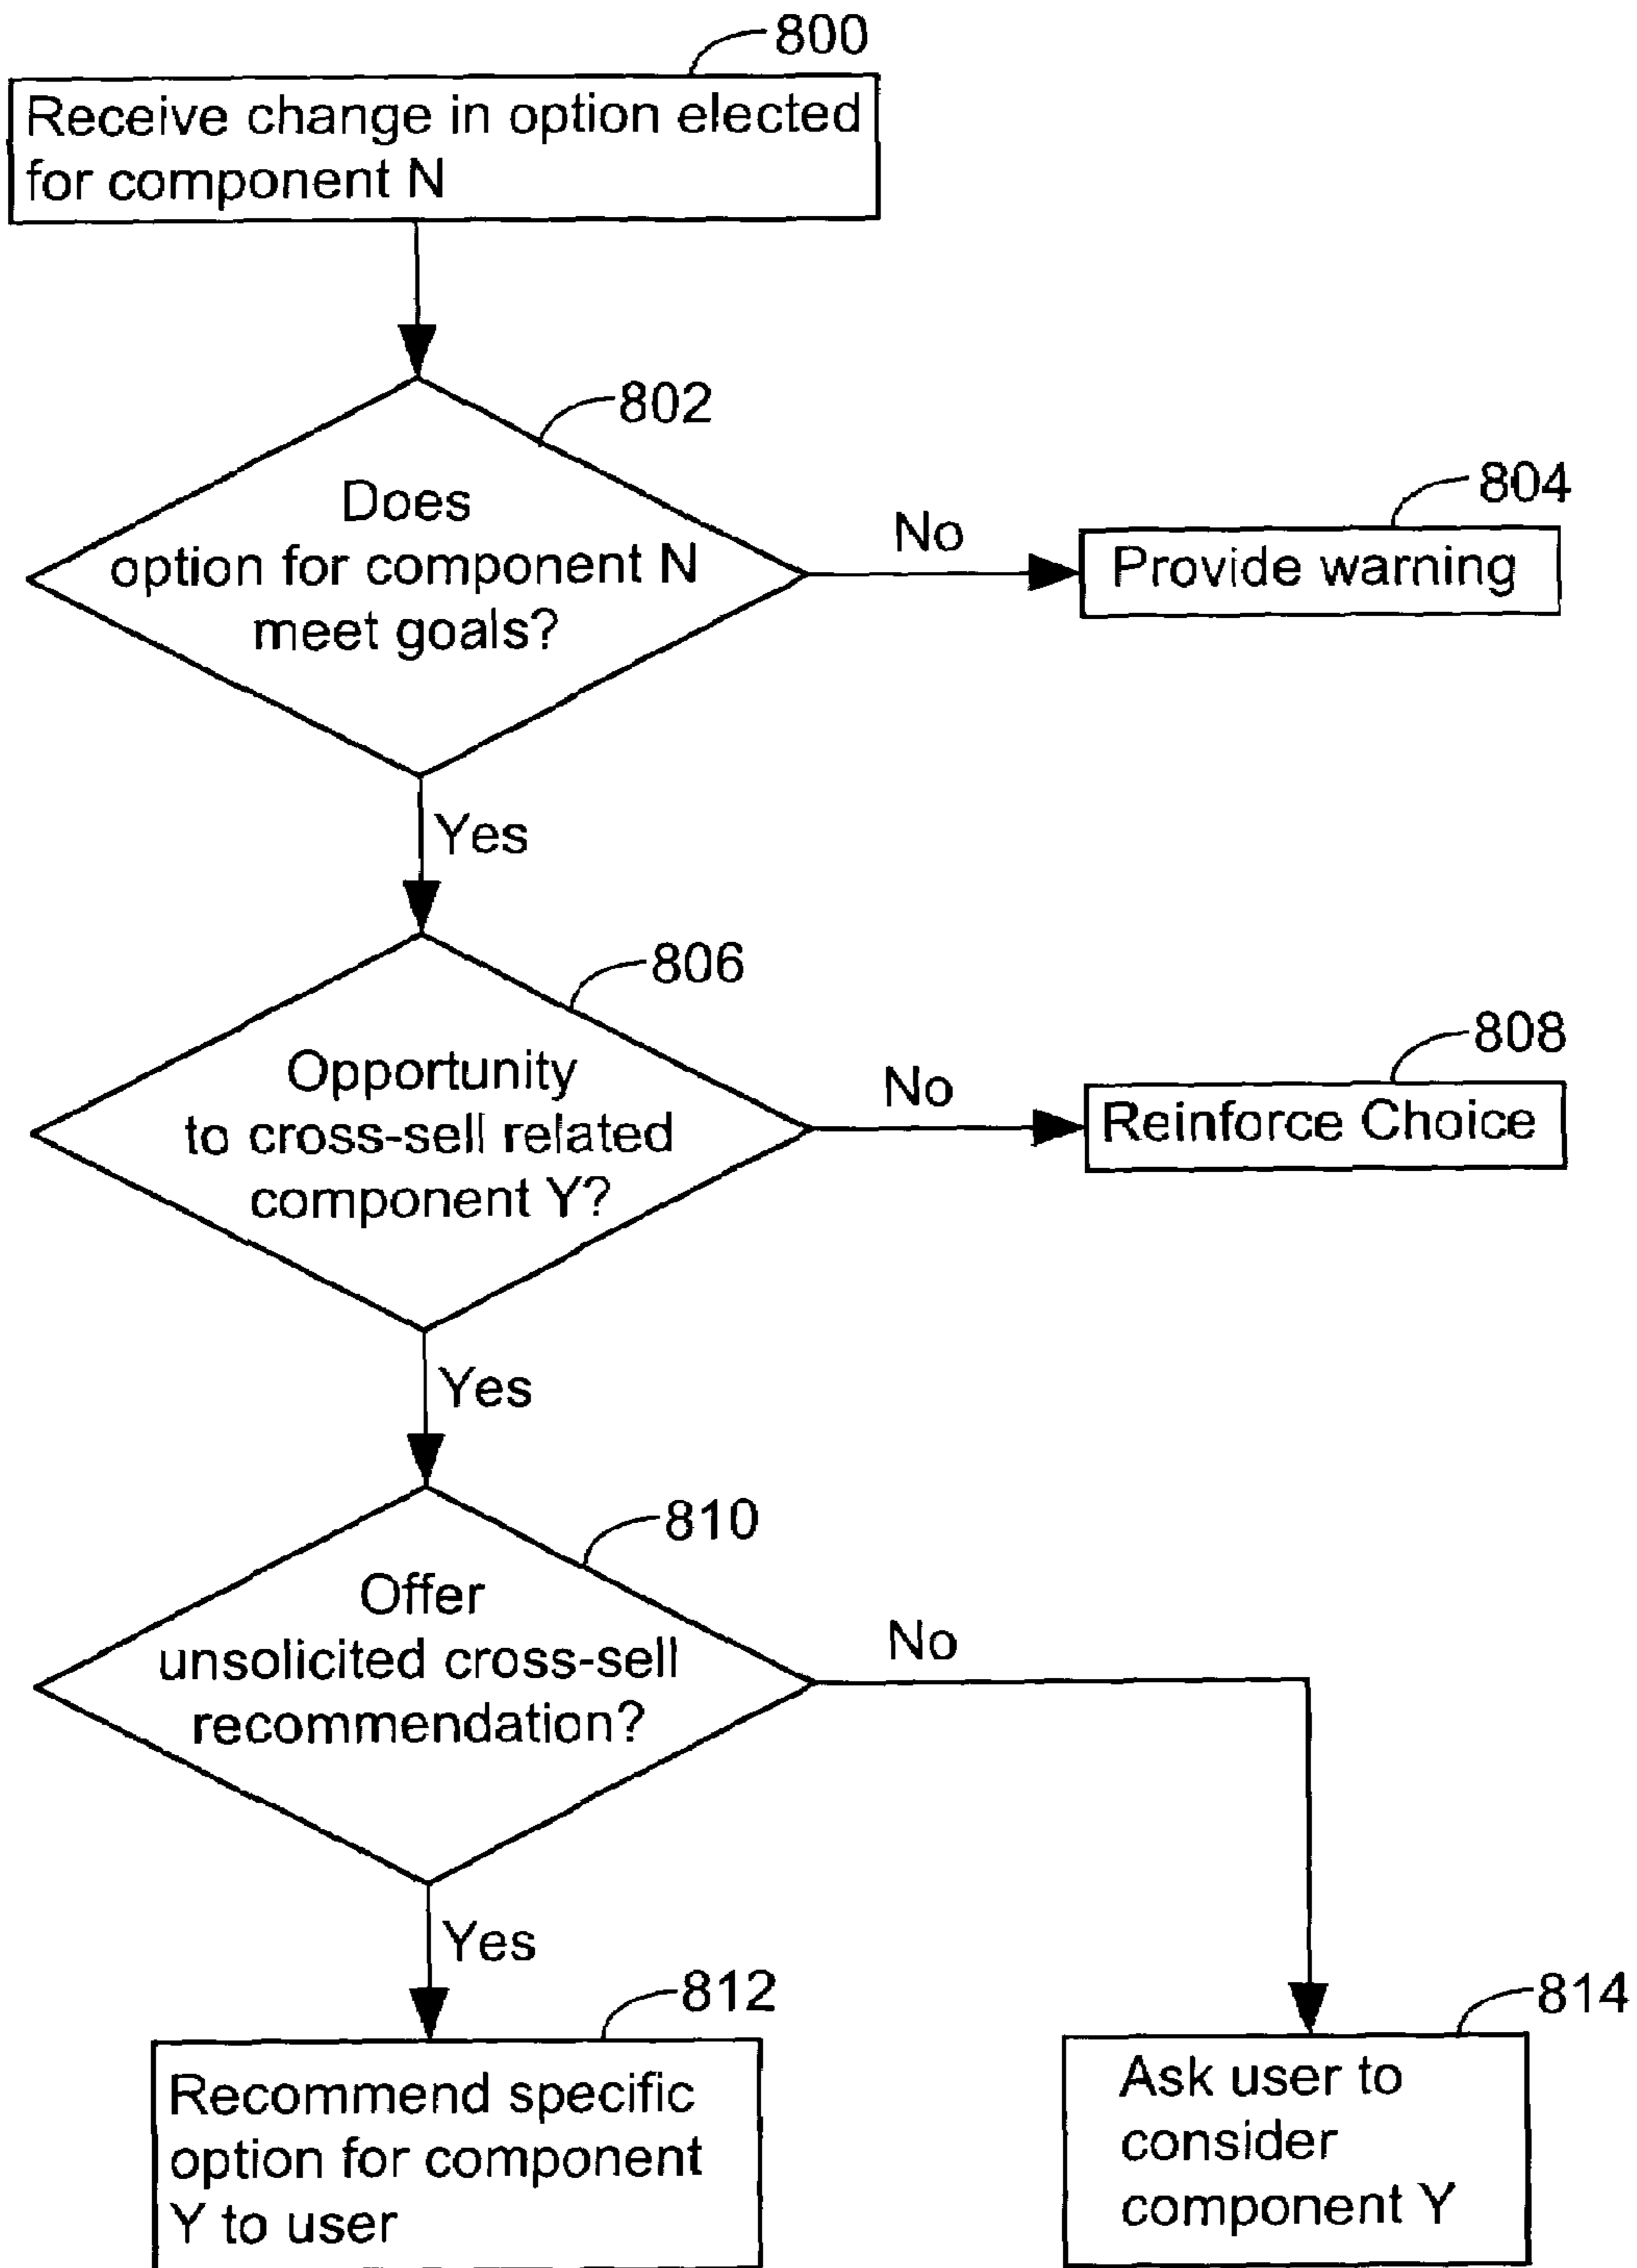 800
Receive change in option elected
for component N
802
Does
option for component N
meet goals?
No
804
Provide warning
Yes
806
Opportunity
to cross-sell related
component Y?
No
808
Reinforce Choice
Yes
810
Offer
unsolicited cross-sell
recommendation?
No
Yes
812
Recommend specific
option for component
Y to user
814
Ask user to
consider
component Y